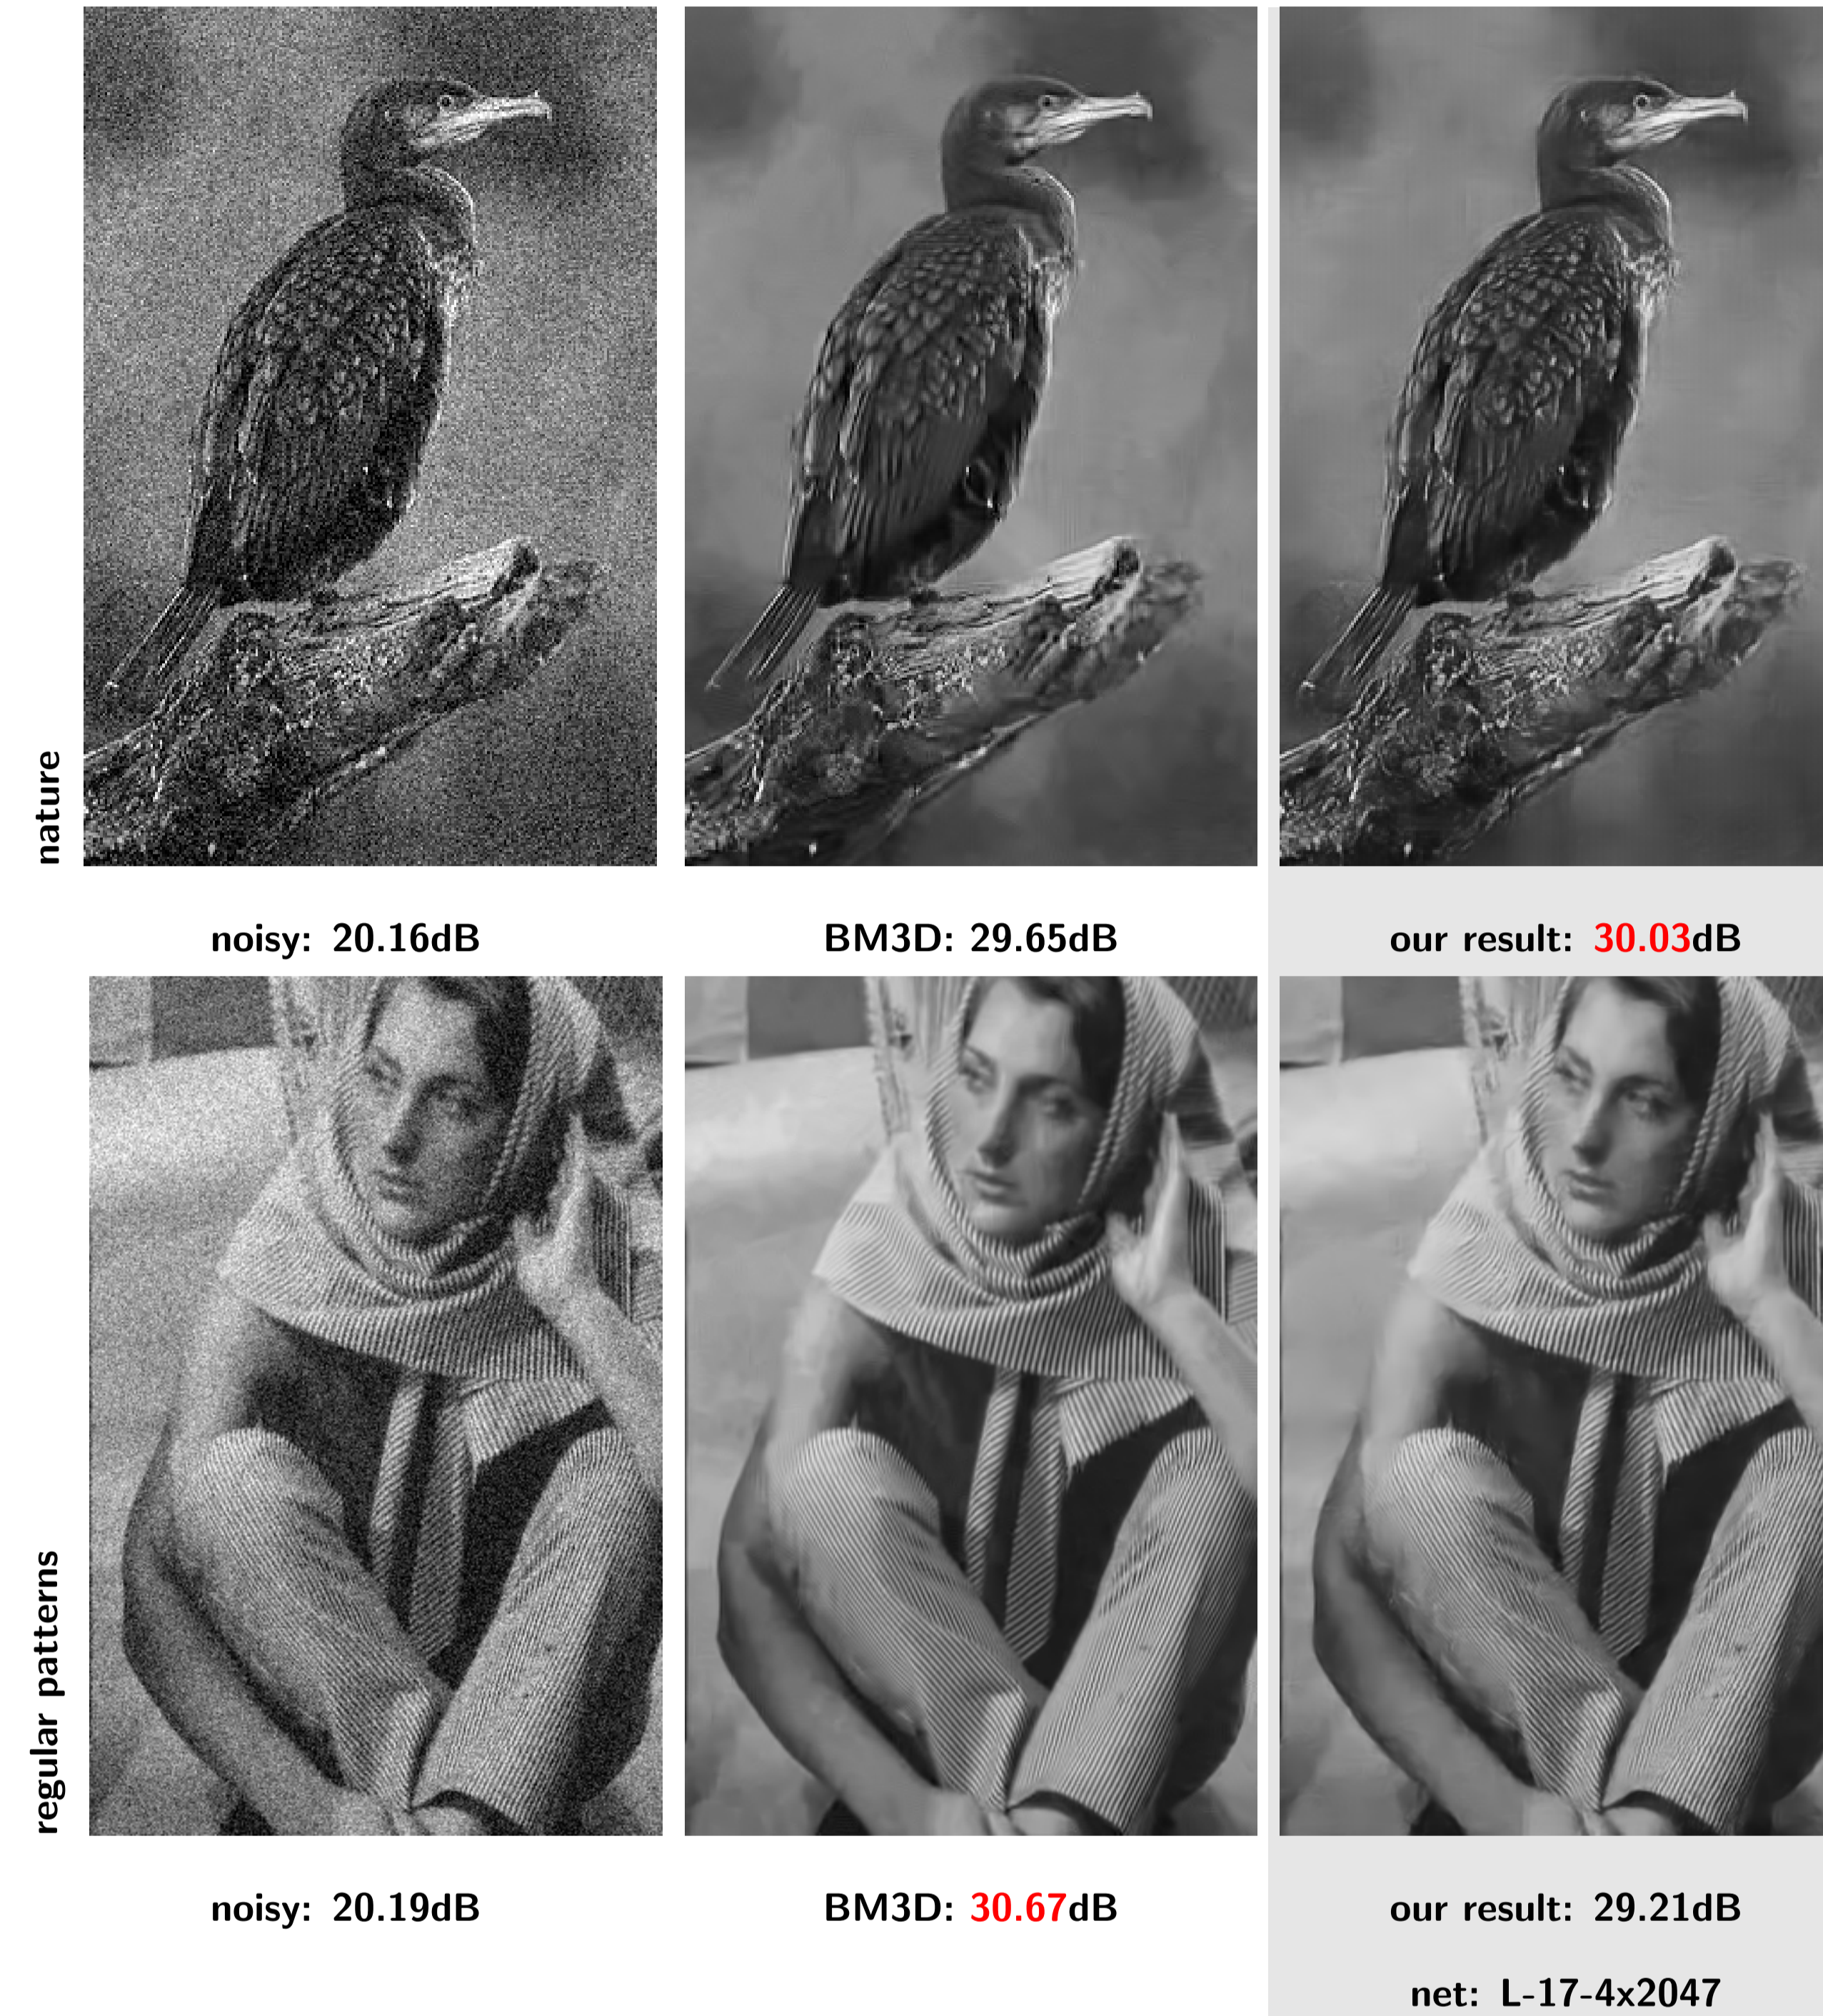 nature
noisy: 20.16dB
BM3D: 29.65dB
our result: 30.03dB
regular patterns
noisy: 20.19dB
BM3D: 30.67dB
our result: 29.21dB
net: L-17-4x2047